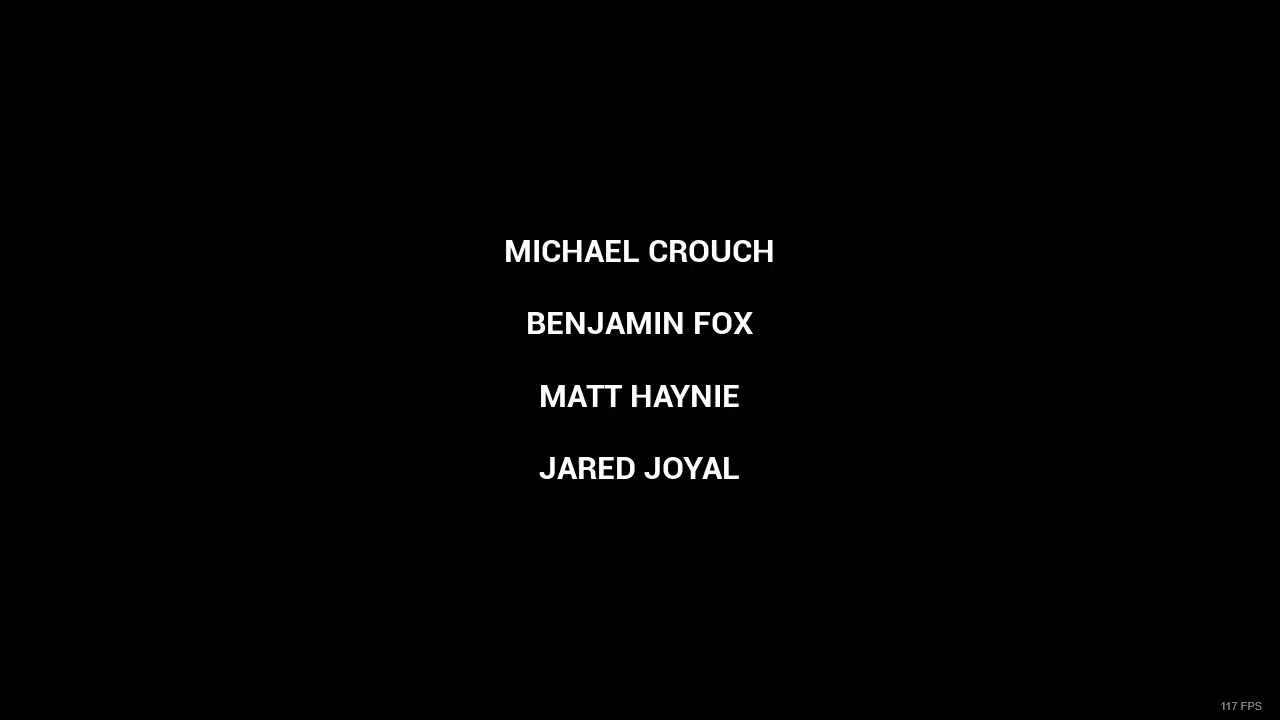 MICHAEL CROUCH
BENJAMIN FOX
MATT HAYNIE
JARED JOYAL
117 FPS